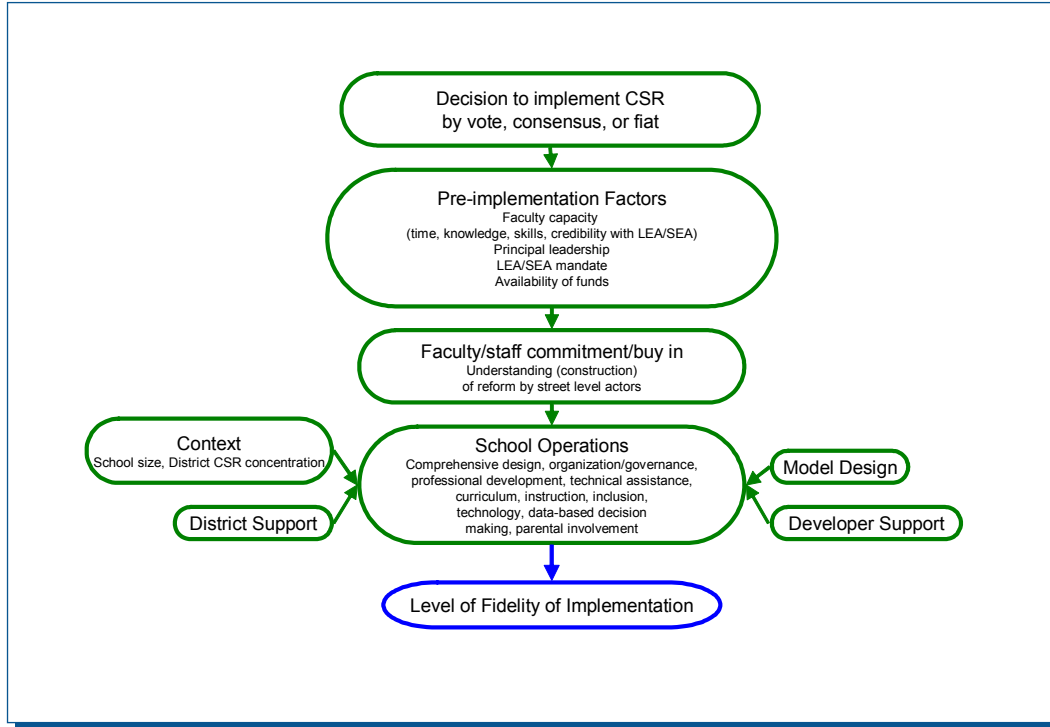 Decision to implement CSR
by vote, consensus, or fiat
Pre-implementation Factors
Faculty capacity
(time, knowledge, skills, credibility with LEA/SEA)
Principal leadership
LEA/SEA mandate
Availability of funds
Faculty/staff commitment/buy in
Understanding (construction)
of reform by street level actors
Context
School size, District CSR concentration
District Support
School Operations
Comprehensive design, organization/governance,
professional development, technical assistance,
curriculum, instruction, inclusion,
technology, data-based decision
making, parental involvement
Model Design
Developer Support
Level of Fidelity of Implementation